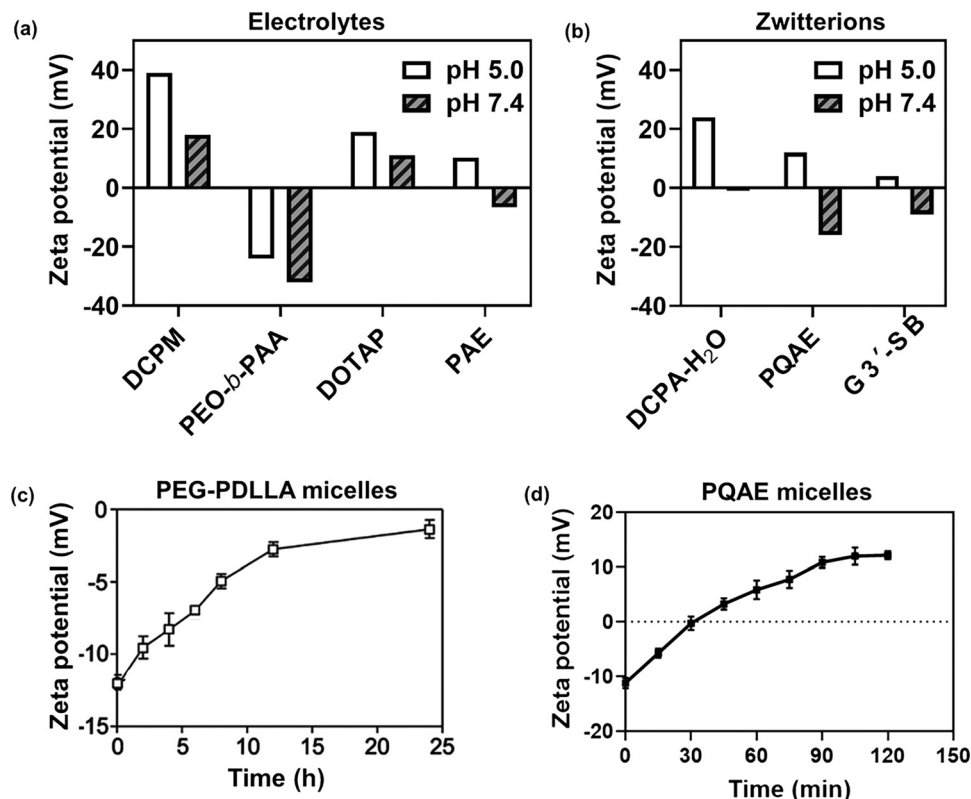 (a)
Electrolytes
Zeta potential (mV)
40
20
0
-20
-40
pH 5.0
pH 7.4
DCPM
PEO-b-PAA
DOTAP
PAE
(b)
Zwitterions
Zeta potential (mV)
40
20
0
-20
-40
pH 5.0
pH 7.4
DCPA-H₂O
PQAE
G 3′-S B
(c)
PEG-PDLLA micelles
Zeta potential (mV)
0
-5
-10
-15
0 5 10 15 20 25
Time (h)
(d)
PQAE micelles
Zeta potential (mV)
20
10
0
-10
-20
0 30 60 90 120 150
Time (min)